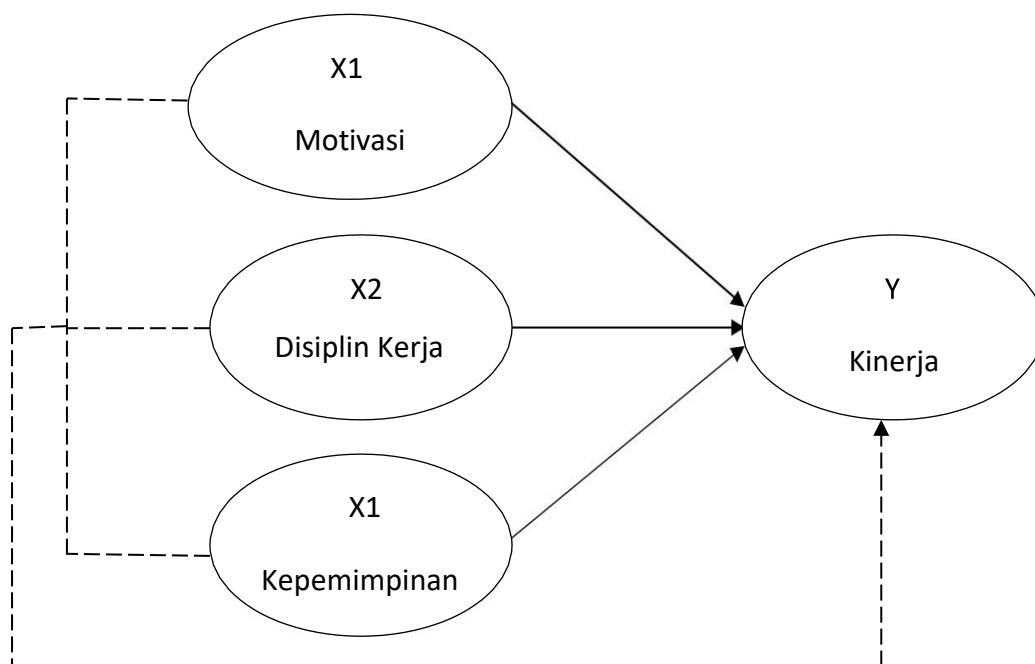 X1
Motivasi
X2
Disiplin Kerja
X1
Kepemimpinan
Y
Kinerja